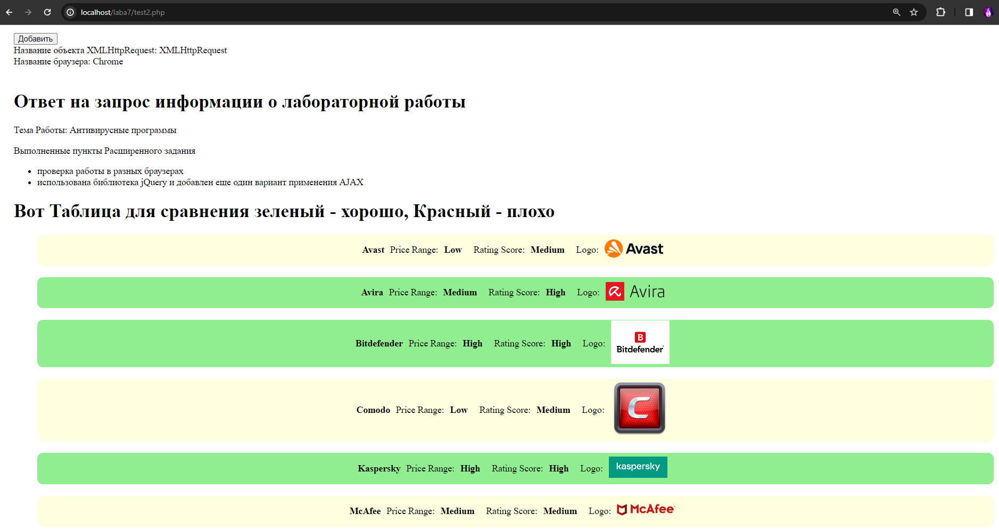 localhost/laba7/test2.php
Добавить
Название объекта XMLHttpRequest: XMLHttpRequest
Название браузера: Chrome
Ответ на запрос информации о лабораторной работы
Тема Работы: Антивирусные программы
Выполненные пункты Расширенного задания
• проверка работы в разных браузерах
• использована библиотека jQuery и добавлен еще один вариант применения AJAX
Вот Таблица для сравнения зеленый - хорошо, Красный - плохо
Avast Price Range: Low Rating Score: Medium Logo: Avast
Avira Price Range: Medium Rating Score: High Logo: Avira
Bitdefender Price Range: High Rating Score: High Logo: B Bitdefender
Comodo Price Range: Low Rating Score: Medium Logo: C
Kaspersky Price Range: High Rating Score: High Logo: kaspersky
McAfee Price Range: Medium Rating Score: Medium Logo: McAfee